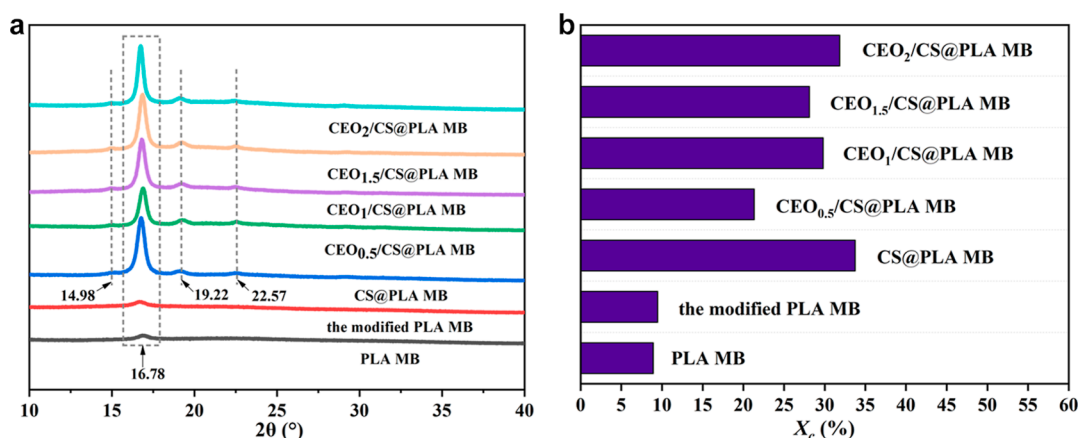 a
CEO2/CS@PLA MB
CEO1.5/CS@PLA MB
CEO1/CS@PLA MB
CEO0.5/CS@PLA MB
14.98
19.22
22.57
CS@PLA MB
the modified PLA MB
PLA MB
16.78
10 15 20 25 30 35 40
2θ (°)
b
CEO2/CS@PLA MB
CEO1.5/CS@PLA MB
CEO1/CS@PLA MB
CEO0.5/CS@PLA MB
CS@PLA MB
the modified PLA MB
PLA MB
0 5 10 15 20 25 30 35 40 45 50 55 60
Xc (%)